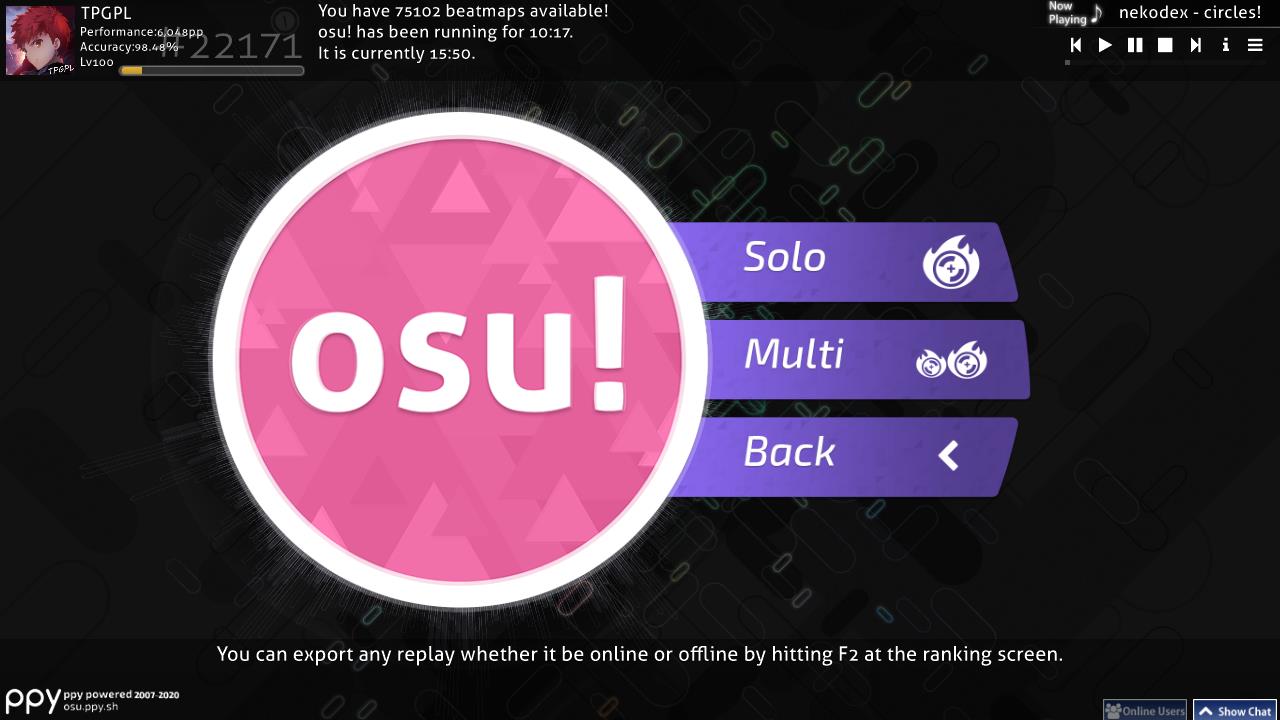 TPGPL
Performance:6,048pp
Accuracy:98.48%
Lv100
#22171
TPGPL
You have 75102 beatmaps available!
osu! has been running for 10:17.
It is currently 15:50.
Now
Playing
nekodex - circles!
osu!
Solo
Multi
Back
You can export any replay whether it be online or offline by hitting F2 at the ranking screen.
ppy
ppy powered 2007-2020
osu.ppy.sh
Online Users
Show Chat